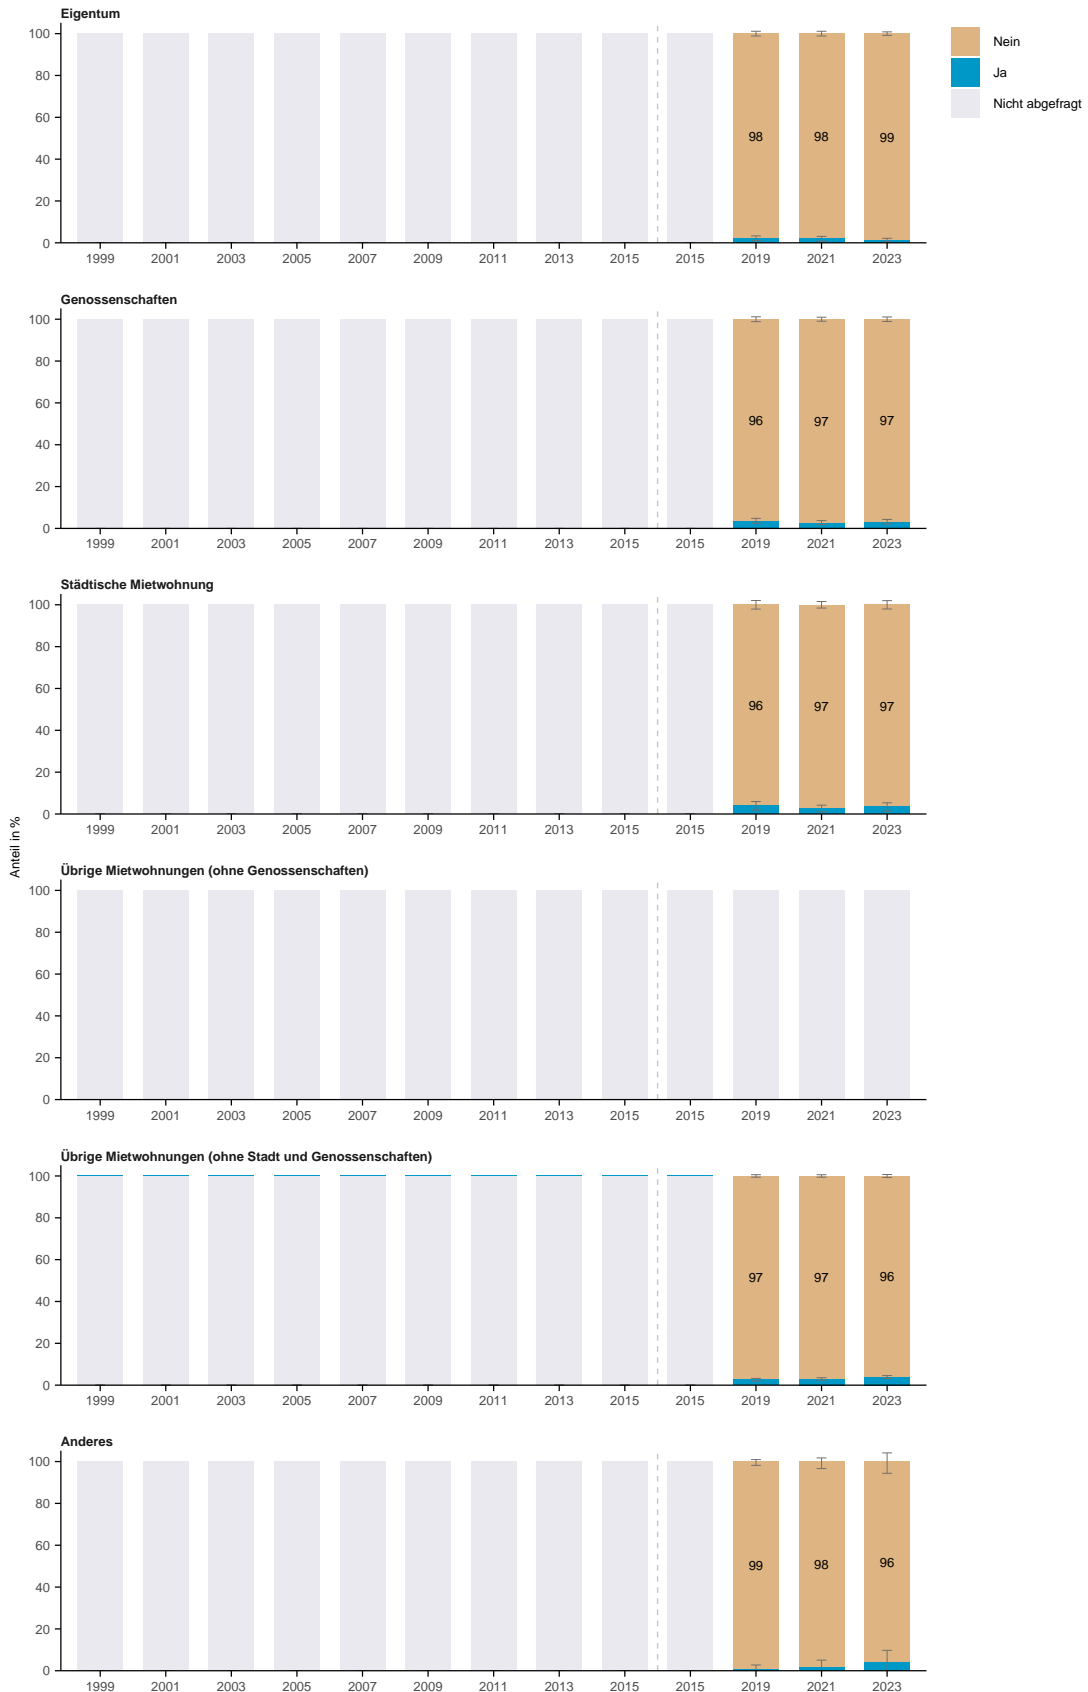 Eigentum
Nein
Ja
Nicht abgefragt
100
80
60
40
20
0
98 98 99
1999 2001 2003 2005 2007 2009 2011 2013 2015 2015 2019 2021 2023
Genossenschaften
100
80
60
40
20
0
96 97 97
1999 2001 2003 2005 2007 2009 2011 2013 2015 2015 2019 2021 2023
Städtische Mietwohnung
100
80
60
40
20
0
96 97 97
1999 2001 2003 2005 2007 2009 2011 2013 2015 2015 2019 2021 2023
Anteil in %
Übrige Mietwohnungen (ohne Genossenschaften)
100
80
60
40
20
0
1999 2001 2003 2005 2007 2009 2011 2013 2015 2015 2019 2021 2023
Übrige Mietwohnungen (ohne Stadt und Genossenschaften)
100
80
60
40
20
0
97 97 96
1999 2001 2003 2005 2007 2009 2011 2013 2015 2015 2019 2021 2023
Anderes
100
80
60
40
20
0
99 98 96
1999 2001 2003 2005 2007 2009 2011 2013 2015 2015 2019 2021 2023